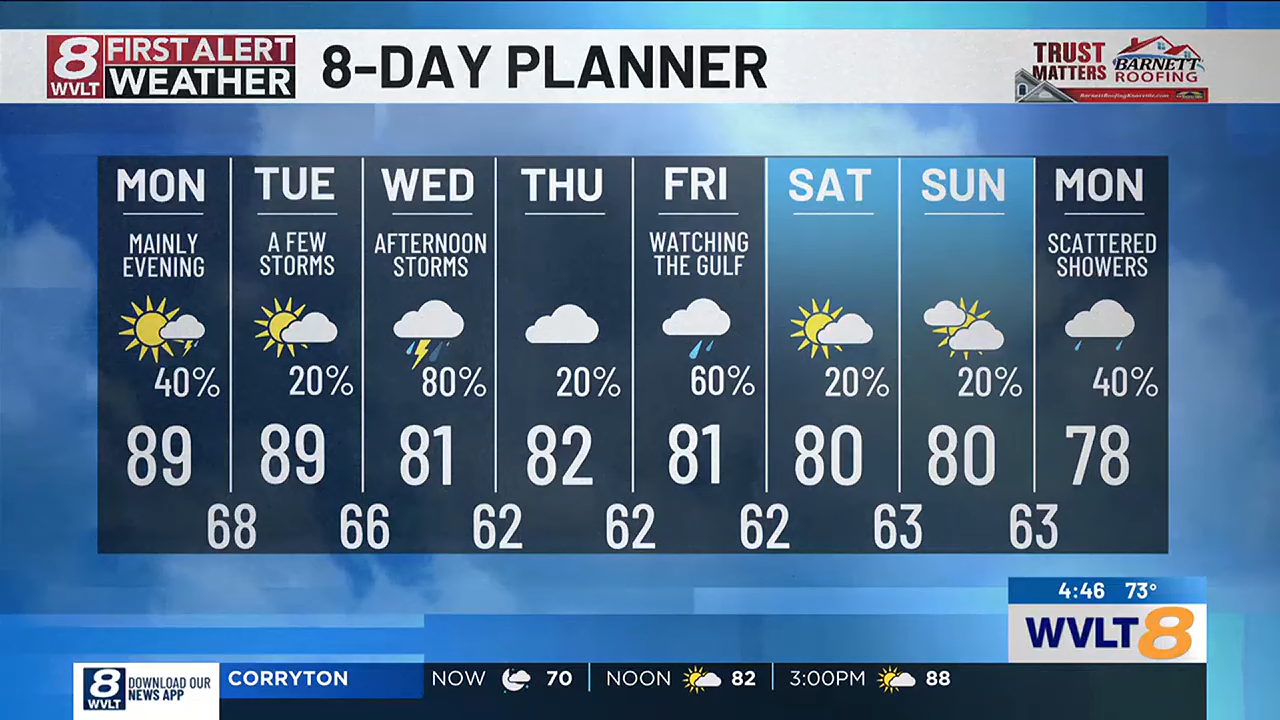 8 FIRST ALERT
WVLT WEATHER
8-DAY PLANNER
TRUST
MATTERS
BARNETT
ROOFING
BarnettRoofingKnoxville.com
MON TUE WED THU FRI SAT SUN MON
MAINLY
EVENING
A FEW
STORMS
AFTERNOON
STORMS
WATCHING
THE GULF
SCATTERED
SHOWERS
40% 20% 80% 20% 60% 20% 20% 40%
89 89 81 82 81 80 80 78
68 66 62 62 62 63 63
4:46 73°
WVLT 8
8
WVLT
DOWNLOAD OUR
NEWS APP
CORRYTON NOW 70 NOON 82 3:00PM 88